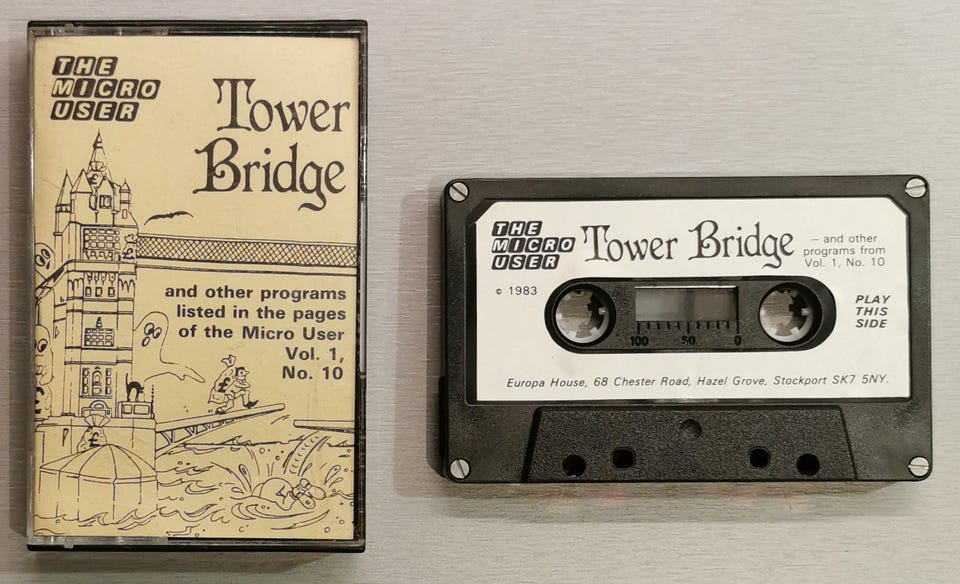 THE
MICRO
USER
Tower
Bridge
and other programs
listed in the pages
of the Micro User
Vol. 1,
No. 10
£
£
£
THE
MICRO
USER
Tower Bridge
— and other
programs from
Vol. 1, No. 10
© 1983
PLAY
THIS
SIDE
100 50 0
Europa House, 68 Chester Road, Hazel Grove, Stockport SK7 5NY.